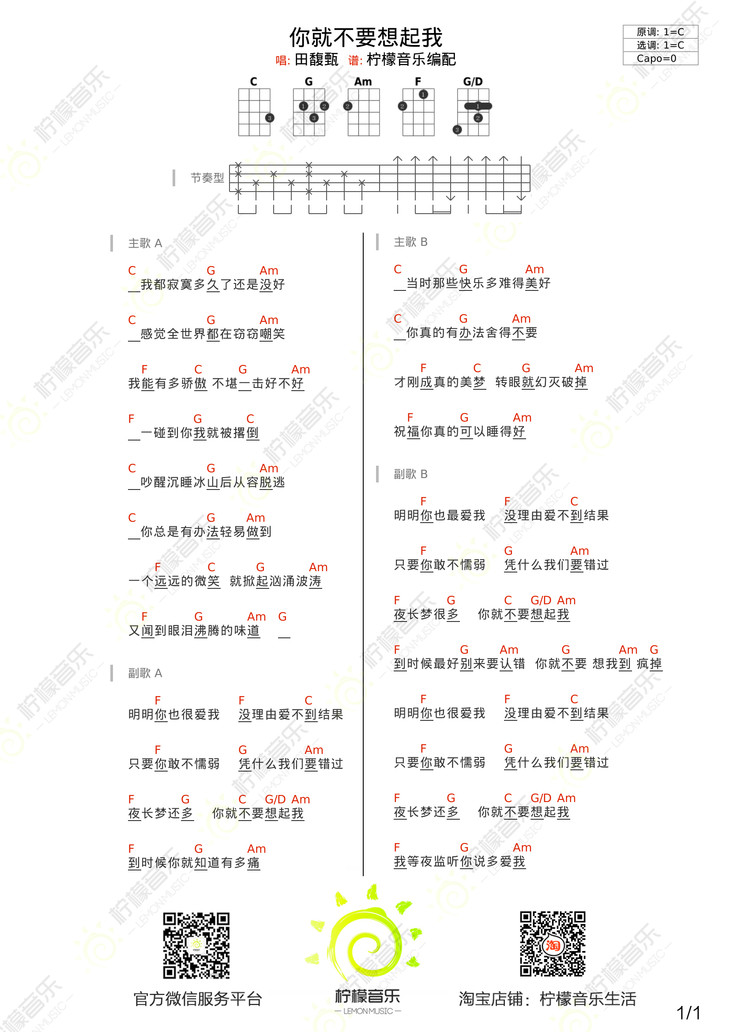 你就不要想起我
唱: 田馥甄 谱: 柠檬音乐编配
原调: 1=C
选调: 1=C
Capo=0
C G Am F G/D
节奏型
主歌 A
C G Am
__我都寂寞多久了还是没好
C G Am
__感觉全世界都在窃窃嘲笑
F C G Am
我能有多骄傲 不堪一击好不好
F G C
__一碰到你我就被撂倒
C G Am
__吵醒沉睡冰山后从容脱逃
C G Am
__你总是有办法轻易做到
F C G Am
一个远远的微笑 就掀起汹涌波涛
F G Am G
又闻到眼泪沸腾的味道 __
副歌 A
F F C
明明你也很爱我 没理由爱不到结果
F G Am
只要你敢不懦弱 凭什么我们要错过
F G C G/D Am
夜长梦还多 你就不要想起我
F G Am
到时候你就知道有多痛
主歌 B
C G Am
__当时那些快乐多难得美好
C G Am
__你真的有办法舍得不要
F C G Am
才刚成真的美梦 转眼就幻灭破掉
F G Am
祝福你真的可以睡得好
副歌 B
F F C
明明你也最爱我 没理由爱不到结果
F G Am
只要你敢不懦弱 凭什么我们要错过
F G C G/D Am
夜长梦很多 你就不要想起我
F G Am G Am G
到时候最好别来要认错 你就不要 想我到 疯掉
F F C
明明你也很爱我 没理由爱不到结果
F G Am
只要你敢不懦弱 凭什么我们要错过
F G C G/D Am
夜长梦还多 你就不要想起我
F G Am
我等夜监听你说多爱我
官方微信服务平台
柠檬音乐
—LEMON MUSIC—
淘
淘宝店铺：柠檬音乐生活
1/1